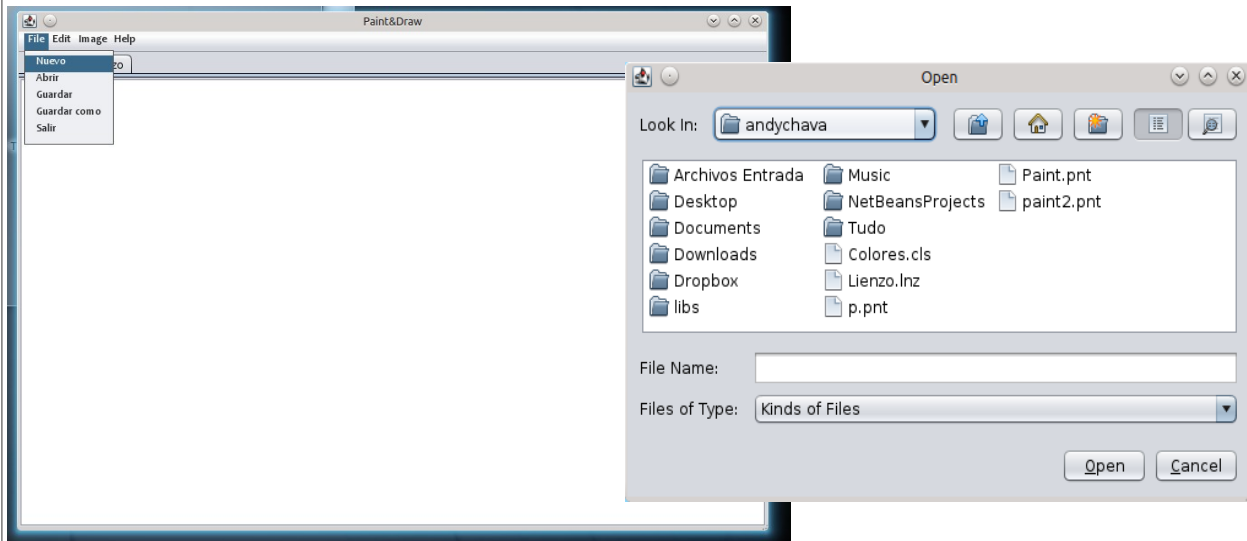 Paint&Draw
File Edit Image Help
Nuevo
zo
Abrir
Guardar
Guardar como
Salir
Open
Look In: andychava
Archivos Entrada Music Paint.pnt
Desktop NetBeansProjects paint2.pnt
Documents Tudo
Downloads Colores.cls
Dropbox Lienzo.lnz
libs p.pnt
File Name:
Files of Type: Kinds of Files
Open Cancel